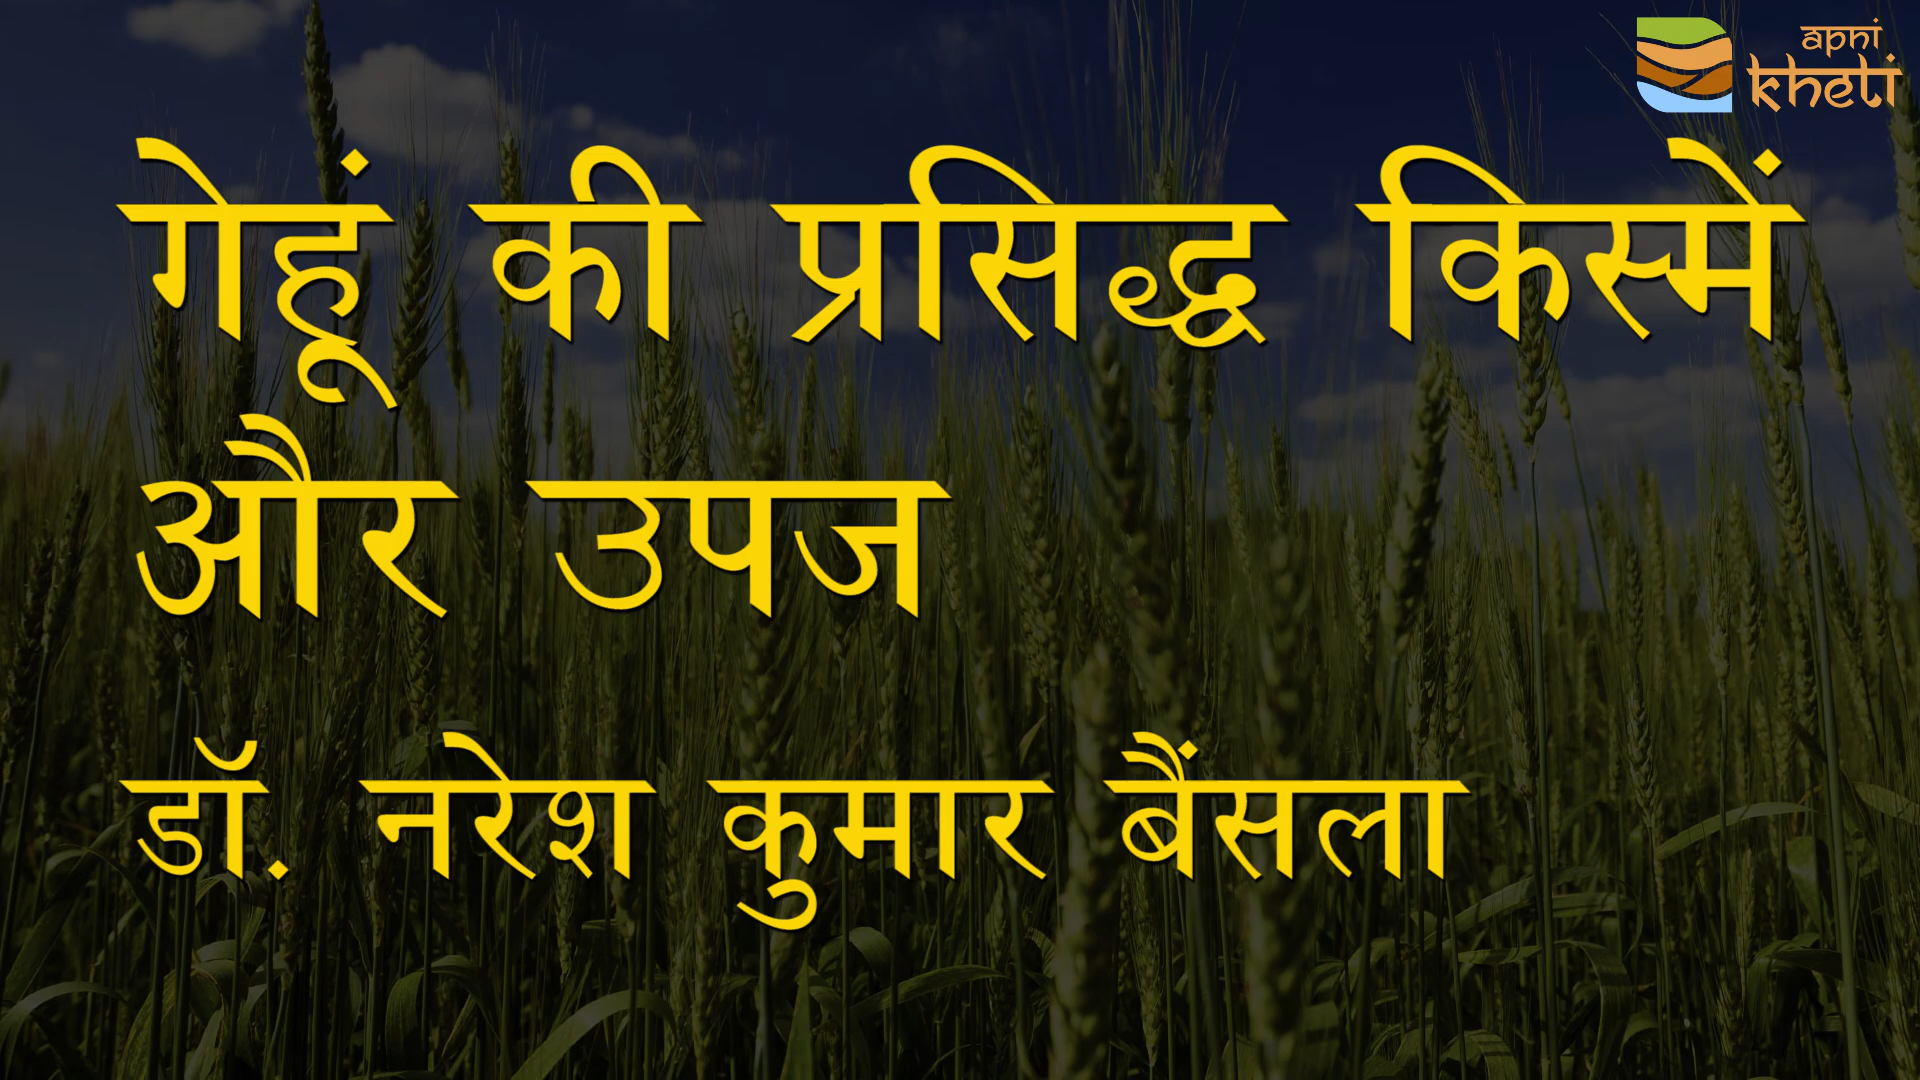 apni
kheti
गेहूं की प्रसिद्ध किस्में
और उपज
डॉ. नरेश कुमार बैंसला